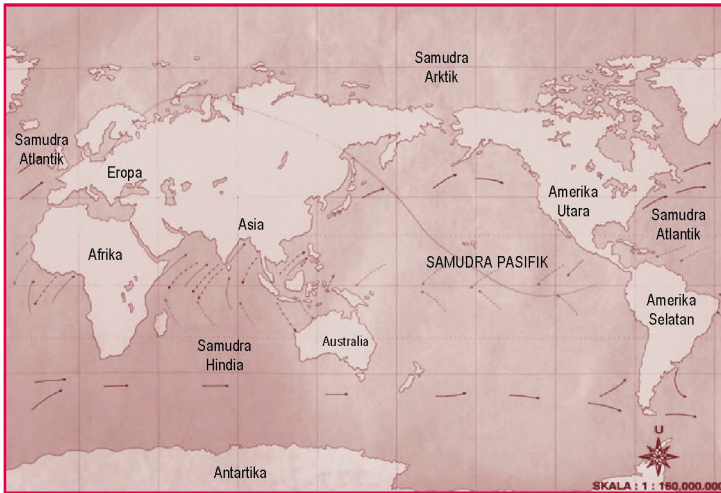 Samudra
Arktik
Samudra
Atlantik
Eropa
Asia
Amerika
Utara
Samudra
Atlantik
Afrika
SAMUDRA PASIFIK
Amerika
Selatan
Samudra
Hindia
Australia
U
Antartika
SKALA : 1 : 160.000.000